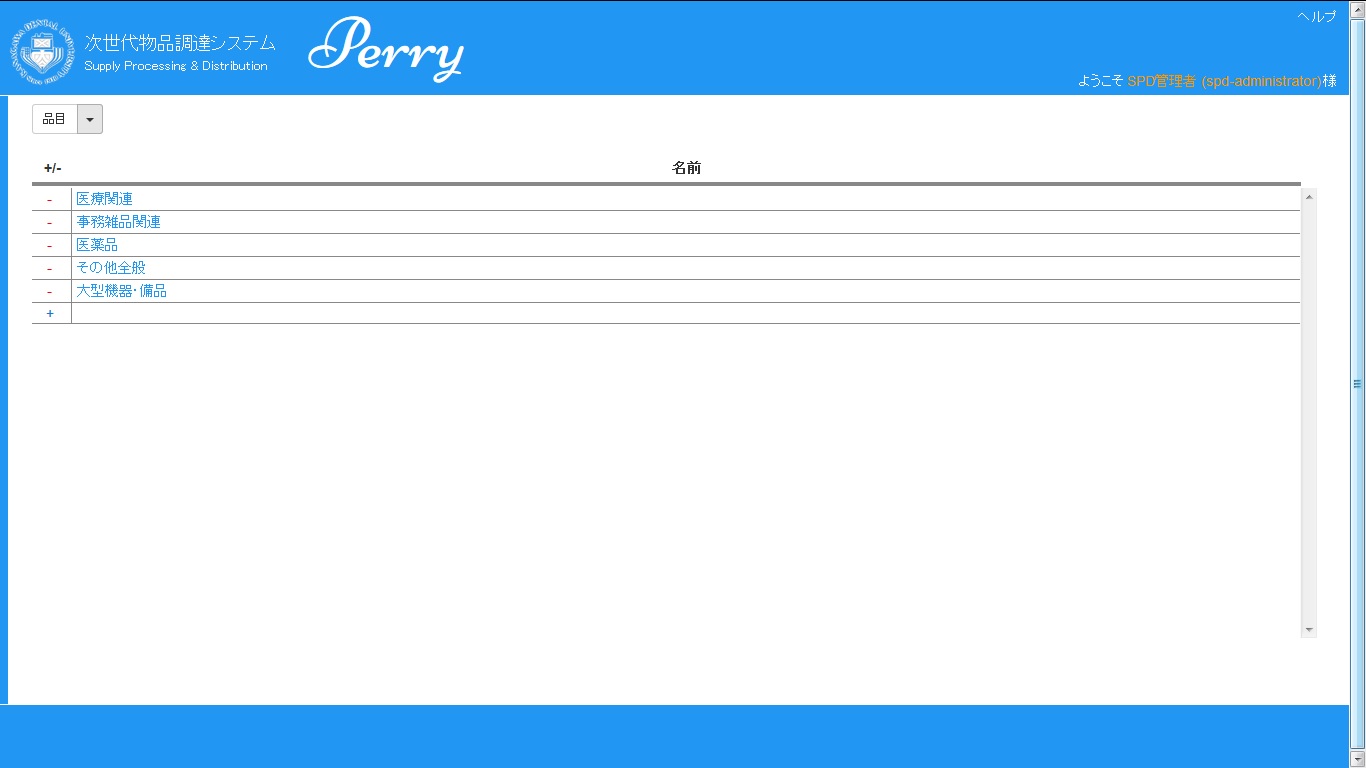 ヘルプ
次世代物品調達システム
Supply Processing & Distribution
Perry
ようこそ SPD管理者 (spd-administrator)様
品目
+/-
名前
- 医療関連
- 事務雑品関連
- 医薬品
- その他全般
- 大型機器・備品
+